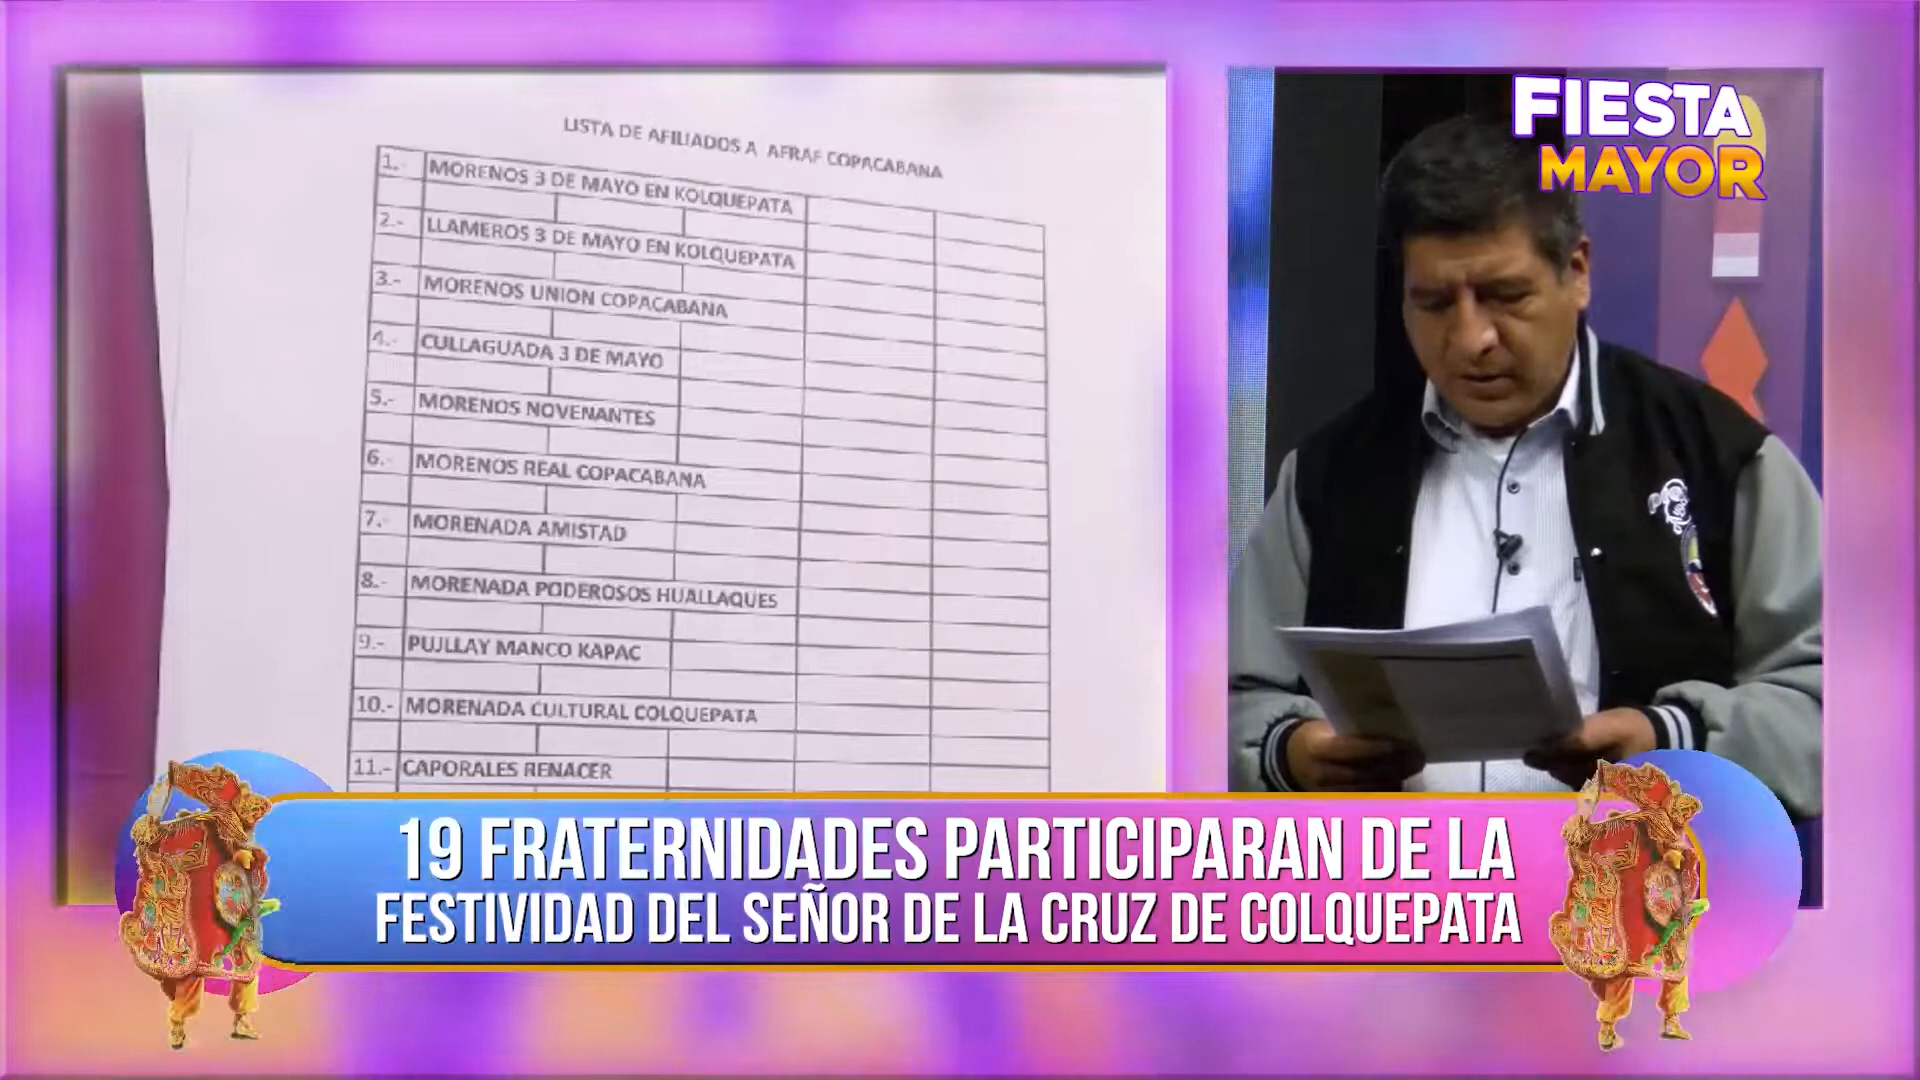 LISTA DE AFILIADOS A AFRAF COPACABANA
1.- MORENOS 3 DE MAYO EN KOLQUEPATA
2.- LLAMEROS 3 DE MAYO EN KOLQUEPATA
3.- MORENOS UNION COPACABANA
4.- CULLAGUADA 3 DE MAYO
5.- MORENOS NOVENANTES
6.- MORENOS REAL COPACABANA
7.- MORENADA AMISTAD
8.- MORENADA PODEROSOS HUALLAQUES
9.- PUJLLAY MANCO KAPAC
10.- MORENADA CULTURAL COLQUEPATA
11.- CAPORALES RENACER
FIESTA
MAYOR
19 FRATERNIDADES PARTICIPARAN DE LA
FESTIVIDAD DEL SEÑOR DE LA CRUZ DE COLQUEPATA